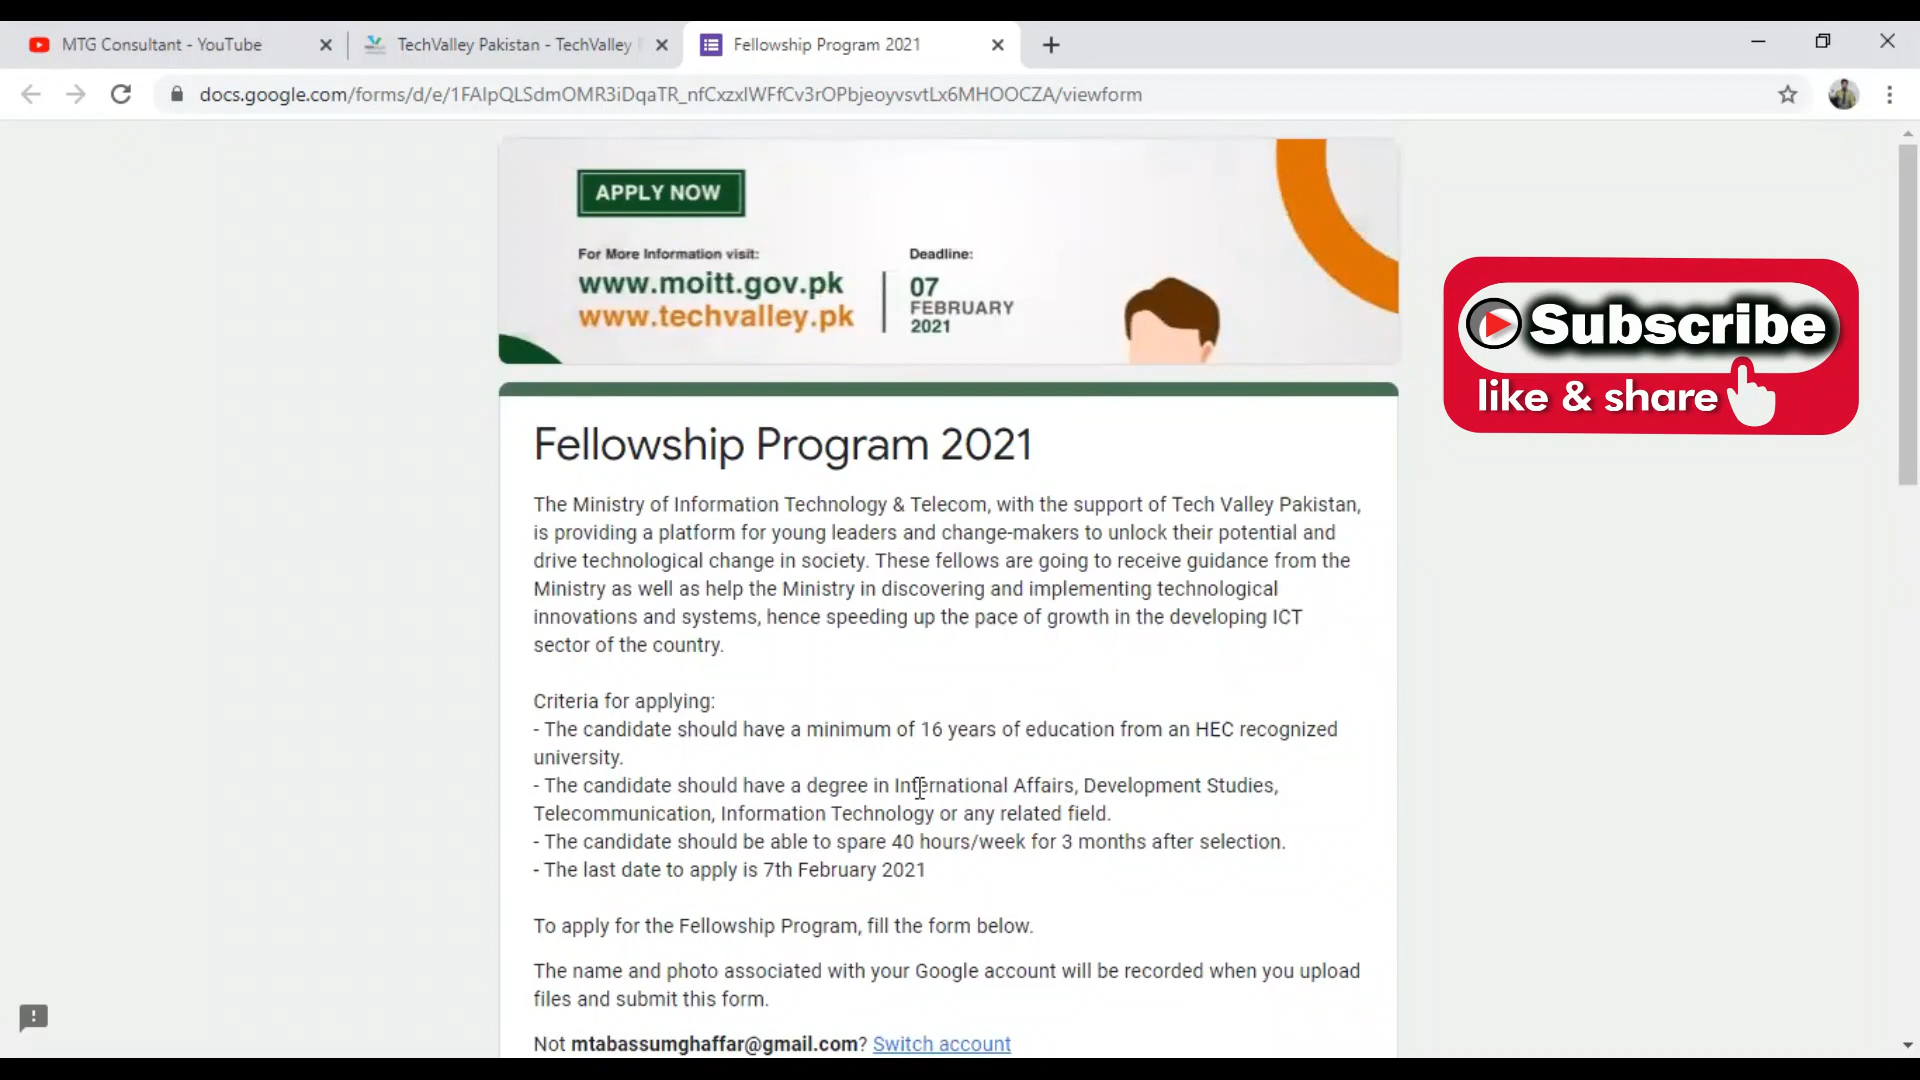 MTG Consultant - YouTube
TechValley Pakistan - TechValley
Fellowship Program 2021
docs.google.com/forms/d/e/1FAIpQLSdmOMR3iDqaTR_nfCxzxIWFfCv3rOPbjeoyvsvtLx6MHOOCZA/viewform
APPLY NOW
For More Information visit:
www.moitt.gov.pk
www.techvalley.pk
Deadline:
07
FEBRUARY
2021
Subscribe
like & share
Fellowship Program 2021
The Ministry of Information Technology & Telecom, with the support of Tech Valley Pakistan,
is providing a platform for young leaders and change-makers to unlock their potential and
drive technological change in society. These fellows are going to receive guidance from the
Ministry as well as help the Ministry in discovering and implementing technological
innovations and systems, hence speeding up the pace of growth in the developing ICT
sector of the country.
Criteria for applying:
- The candidate should have a minimum of 16 years of education from an HEC recognized
university.
- The candidate should have a degree in International Affairs, Development Studies,
Telecommunication, Information Technology or any related field.
- The candidate should be able to spare 40 hours/week for 3 months after selection.
- The last date to apply is 7th February 2021
To apply for the Fellowship Program, fill the form below.
The name and photo associated with your Google account will be recorded when you upload
files and submit this form.
Not mtabassumghaffar@gmail.com? Switch account